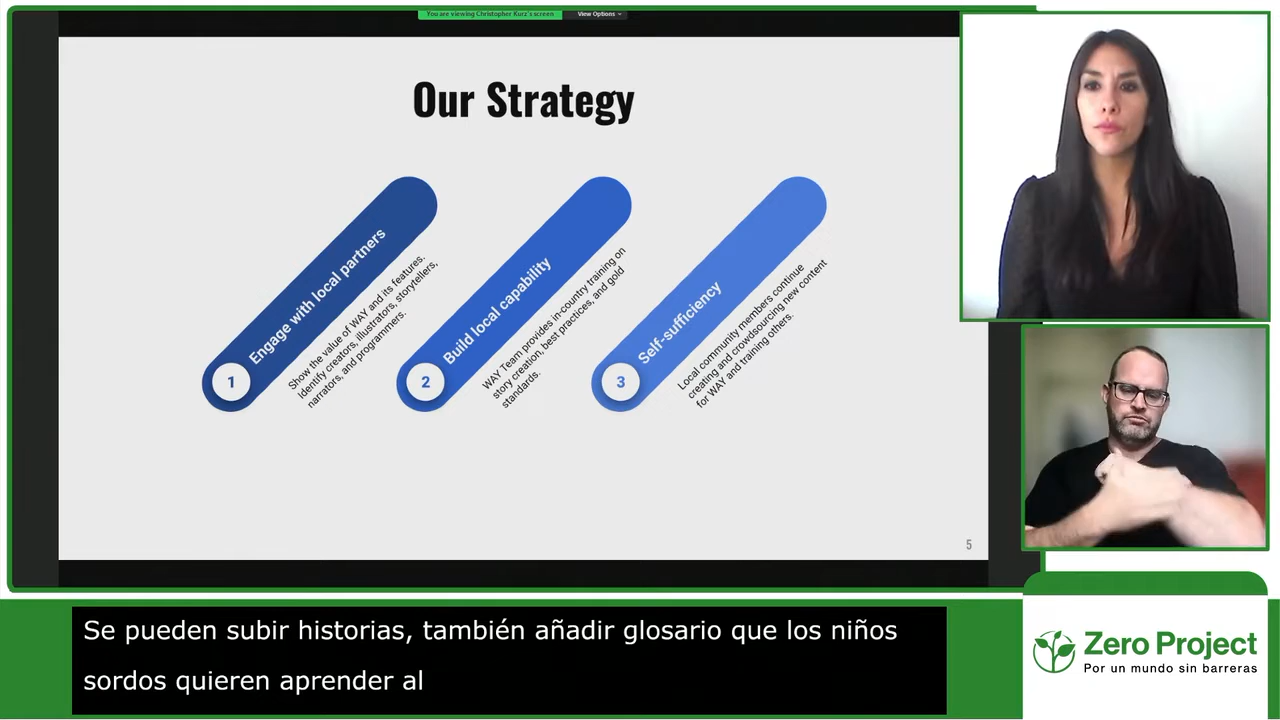 You are viewing Christopher Kurz's screen
View Options
Our Strategy
1
Engage with local partners
Show the value of WAY and its features.
Identify creators, illustrators, storytellers,
narrators, and programmers.
2
Build local capability
WAY Team provides in-country training on
story creation, best practices, and gold
standards.
3
Self-sufficiency
Local community members continue
creating and crowdsourcing new content
for WAY and training others.
5
Se pueden subir historias, también añadir glosario que los niños
sordos quieren aprender al
Zero Project
Por un mundo sin barreras